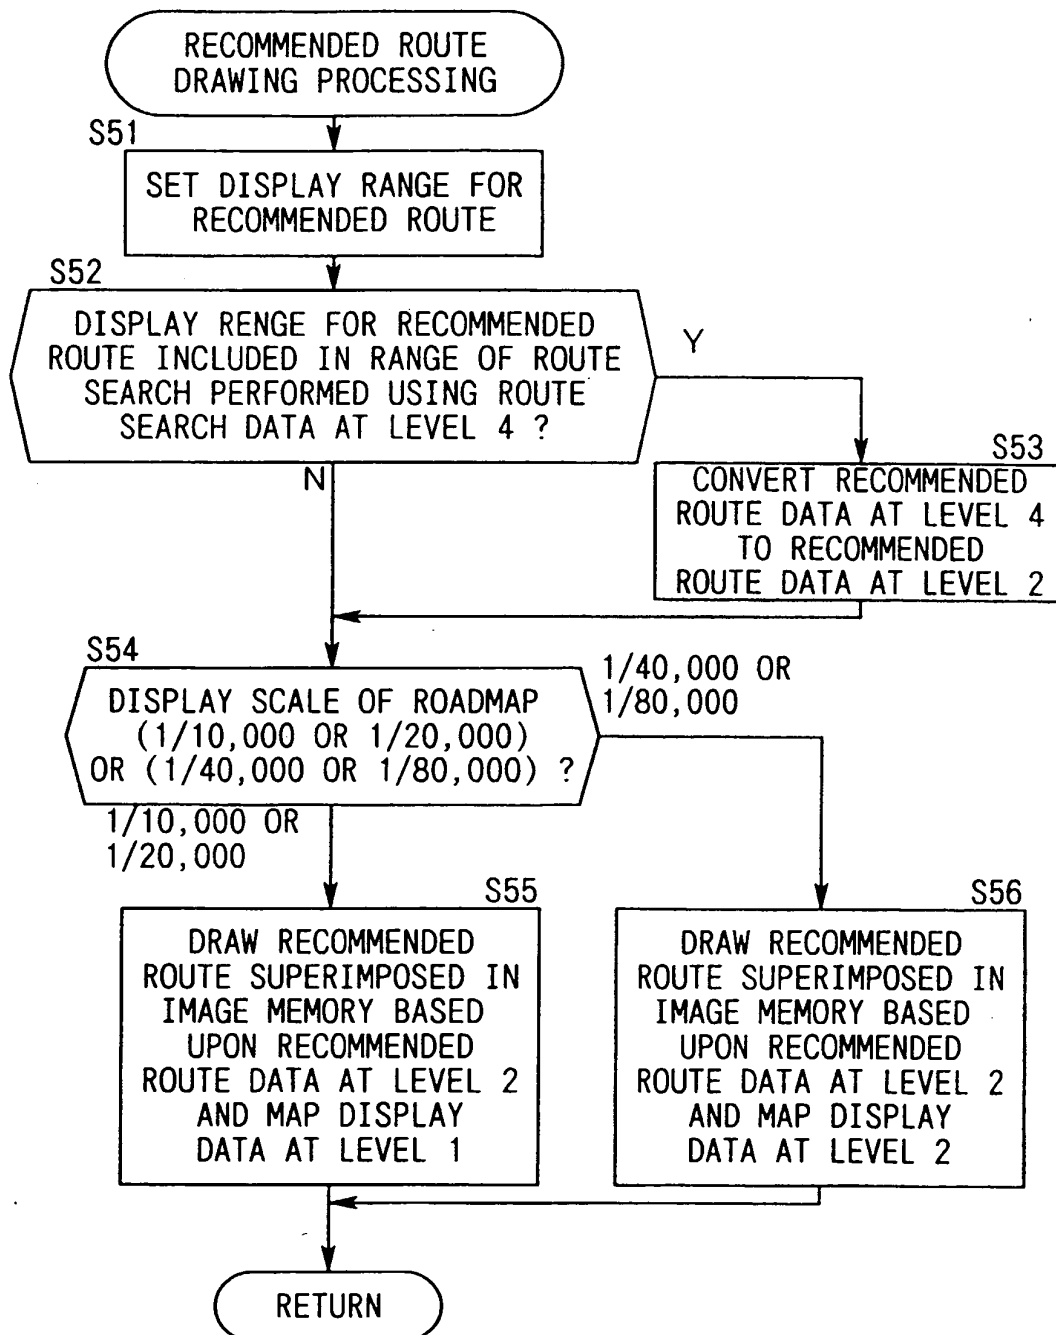 RECOMMENDED ROUTE
DRAWING PROCESSING
S51
SET DISPLAY RANGE FOR
RECOMMENDED ROUTE
S52
DISPLAY RENGE FOR RECOMMENDED
ROUTE INCLUDED IN RANGE OF ROUTE
SEARCH PERFORMED USING ROUTE
SEARCH DATA AT LEVEL 4 ?
Y
N
S53
CONVERT RECOMMENDED
ROUTE DATA AT LEVEL 4
TO RECOMMENDED
ROUTE DATA AT LEVEL 2
S54
DISPLAY SCALE OF ROADMAP
(1/10,000 OR 1/20,000)
OR (1/40,000 OR 1/80,000) ?
1/40,000 OR
1/80,000
1/10,000 OR
1/20,000
S55
DRAW RECOMMENDED
ROUTE SUPERIMPOSED IN
IMAGE MEMORY BASED
UPON RECOMMENDED
ROUTE DATA AT LEVEL 2
AND MAP DISPLAY
DATA AT LEVEL 1
S56
DRAW RECOMMENDED
ROUTE SUPERIMPOSED IN
IMAGE MEMORY BASED
UPON RECOMMENDED
ROUTE DATA AT LEVEL 2
AND MAP DISPLAY
DATA AT LEVEL 2
RETURN